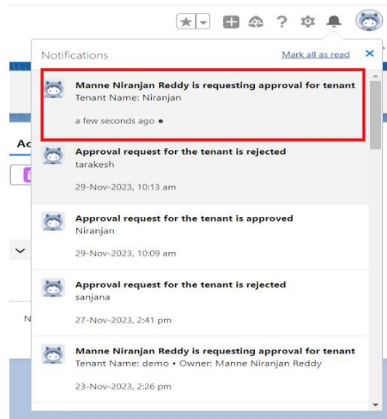 Notifications
Mark all as read
Manne Niranjan Reddy is requesting approval for tenant
Tenant Name: Niranjan
a few seconds ago •
Ac
Approval request for the tenant is rejected
tarakesh
29-Nov-2023, 10:13 am
Approval request for the tenant is approved
Niranjan
29-Nov-2023, 10:09 am
Approval request for the tenant is rejected
sanjana
27-Nov-2023, 2:41 pm
N
Manne Niranjan Reddy is requesting approval for tenant
Tenant Name: demo • Owner: Manne Niranjan Reddy
23-Nov-2023, 2:26 pm